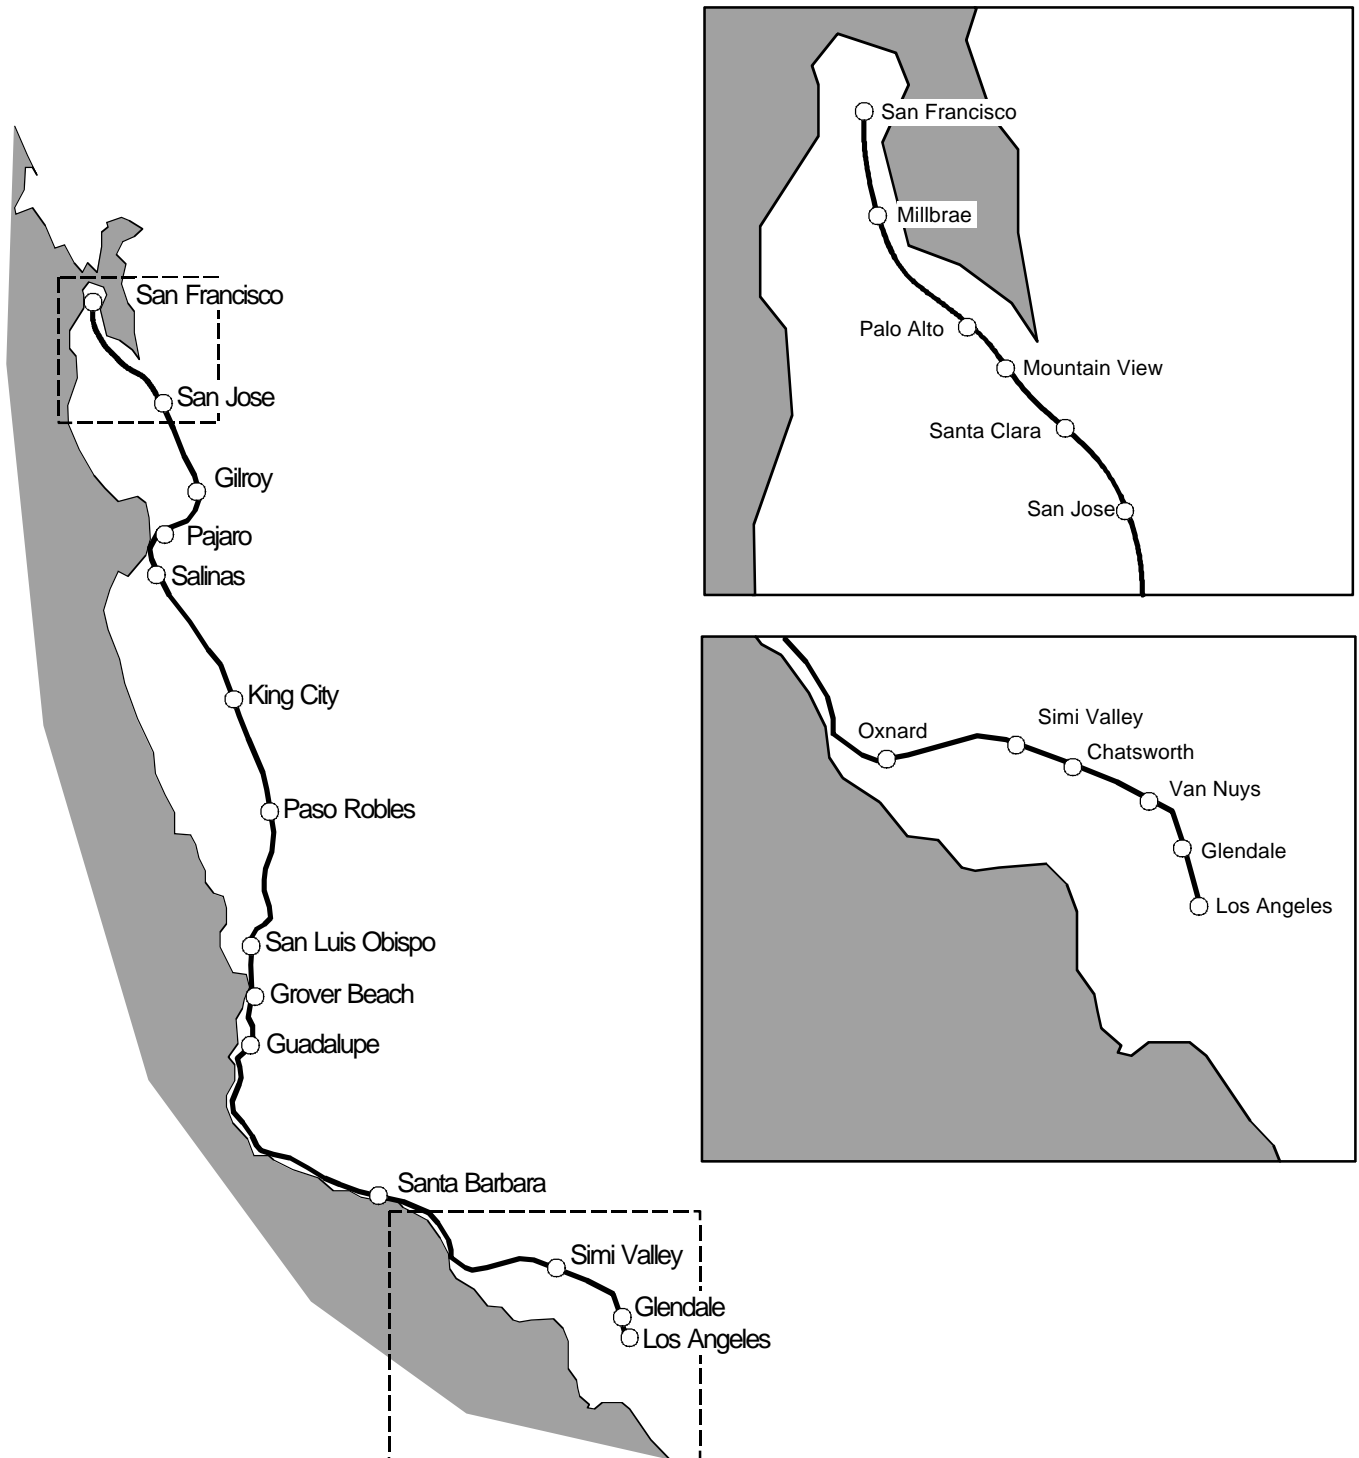 San Francisco
San Jose
Gilroy
Pajaro
Salinas
King City
Paso Robles
San Luis Obispo
Grover Beach
Guadalupe
Santa Barbara
Simi Valley
Glendale
Los Angeles
San Francisco
Millbrae
Palo Alto
Mountain View
Santa Clara
San Jose
Oxnard
Simi Valley
Chatsworth
Van Nuys
Glendale
Los Angeles